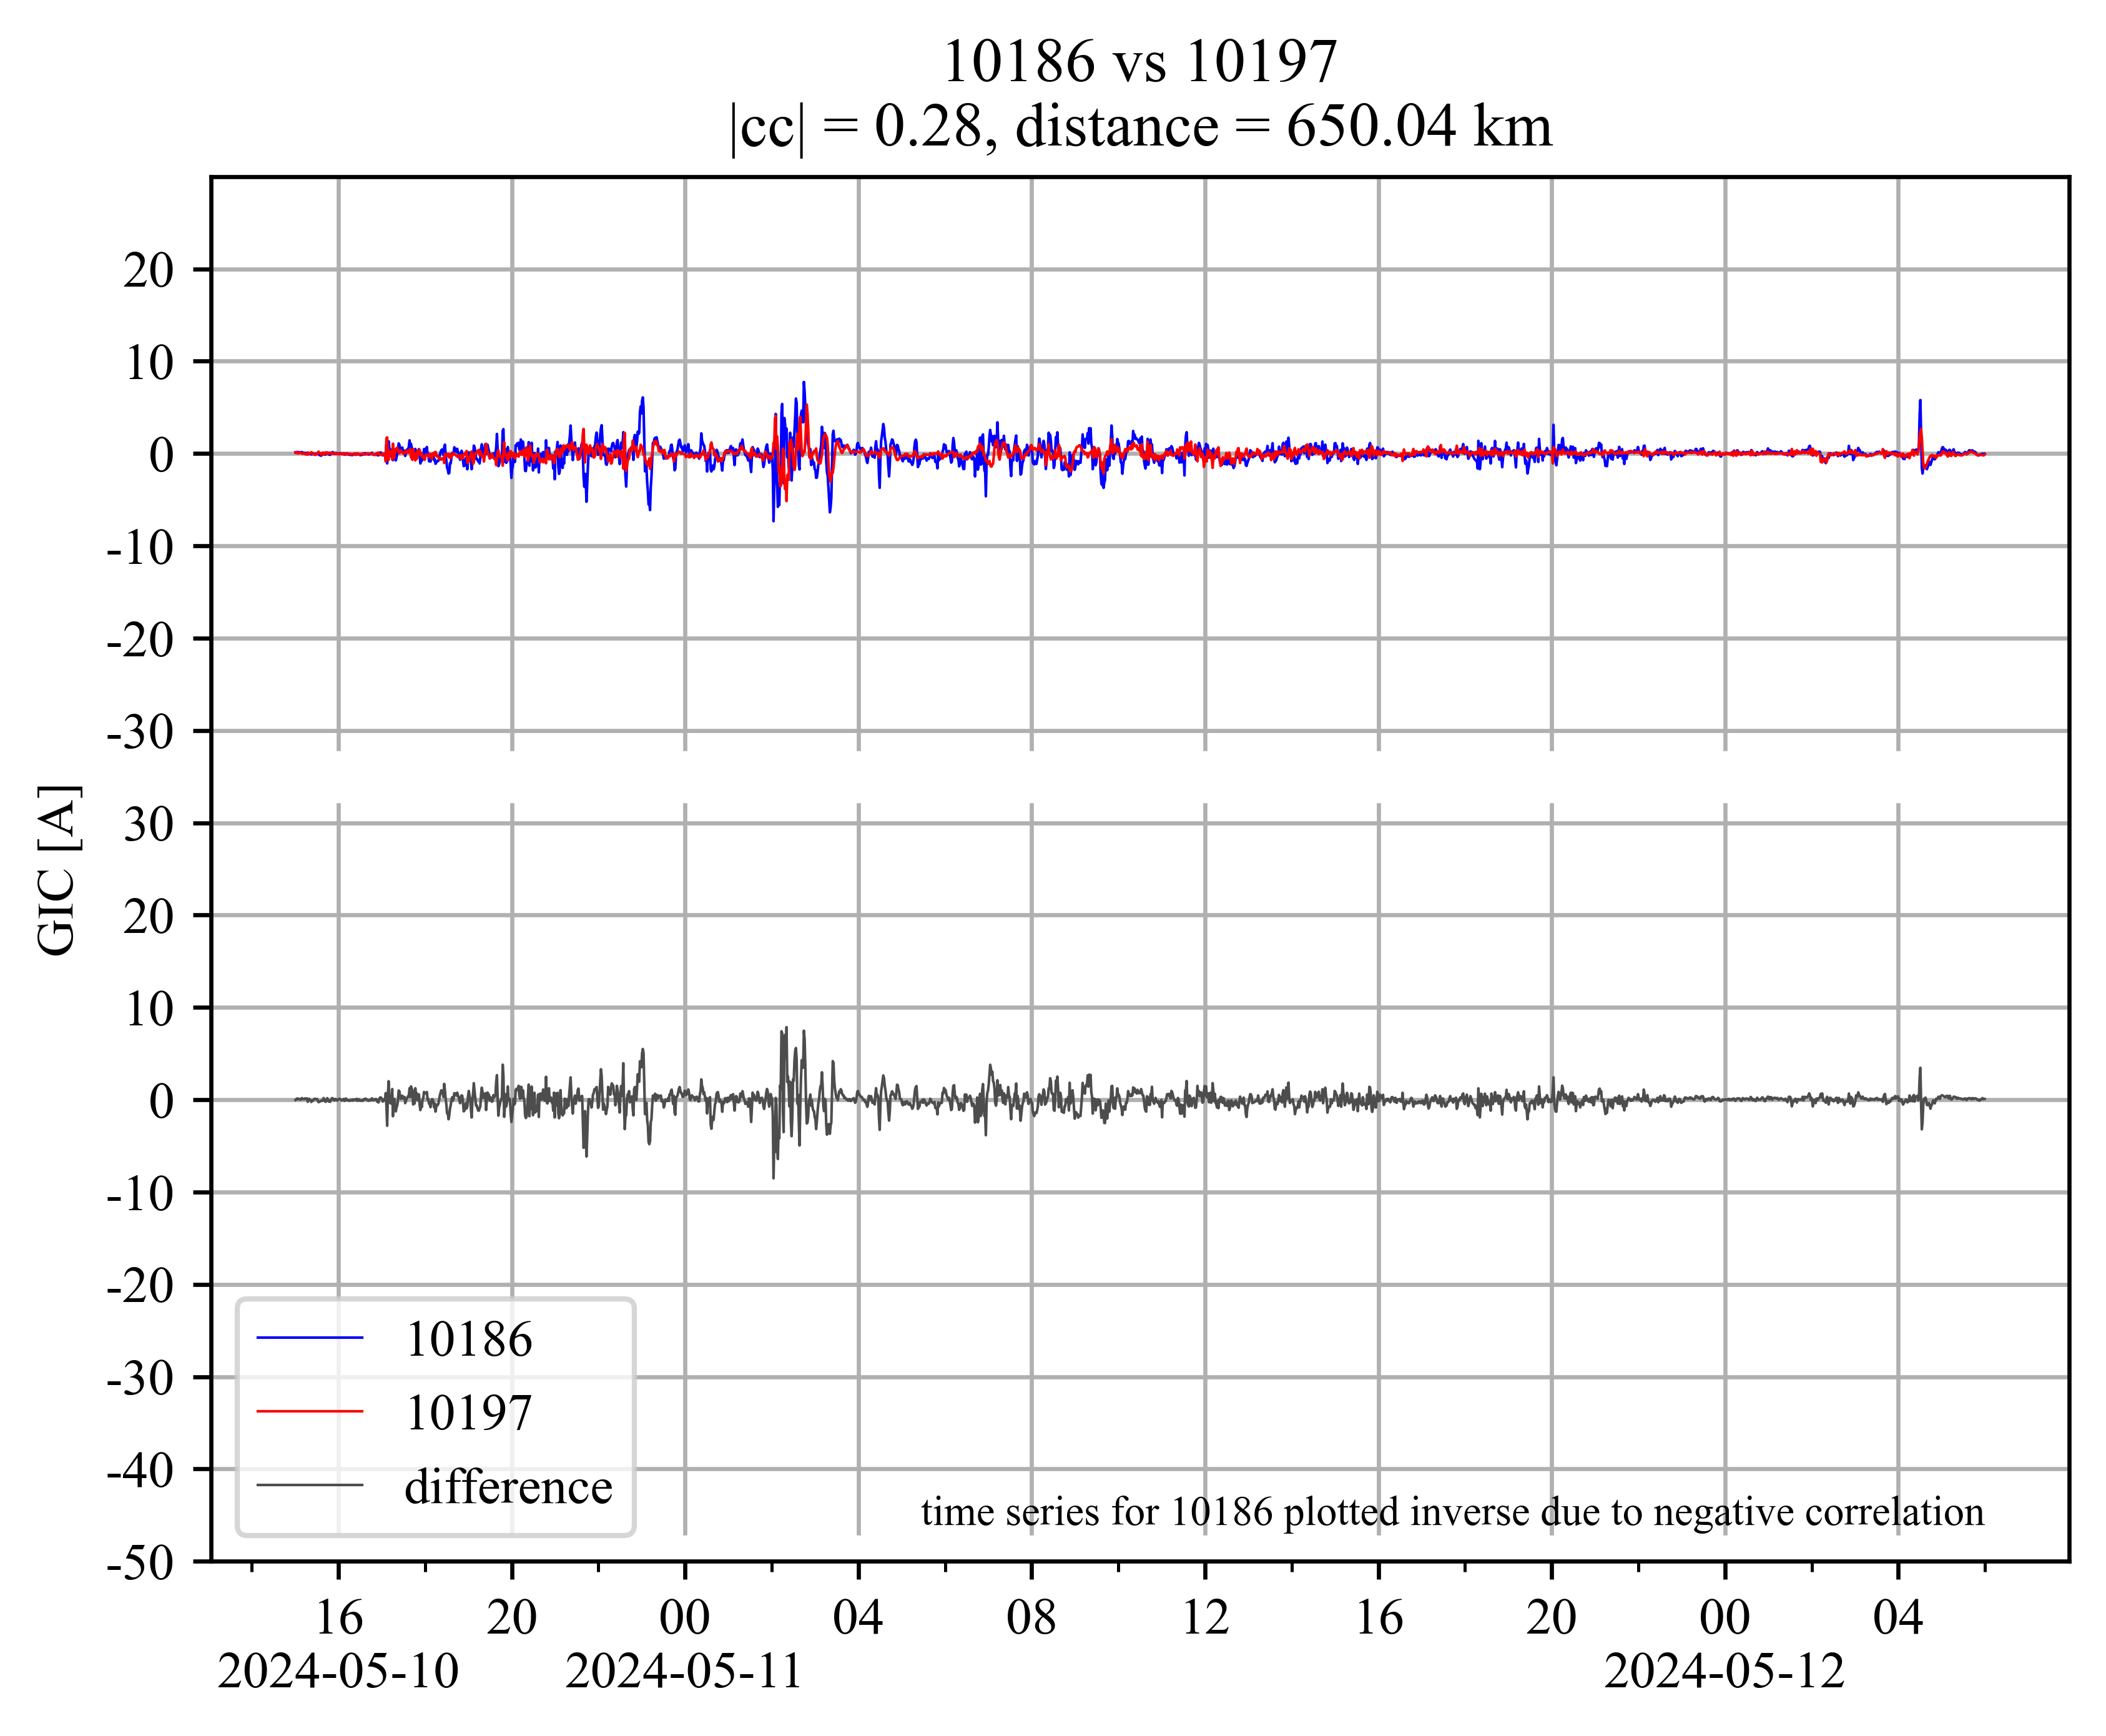 10186 vs 10197
|cc| = 0.28, distance = 650.04 km
20
10
0
-10
-20
-30
30
20
10
0
-10
-20
-30
-40
-50
GIC [A]
10186
10197
difference
time series for 10186 plotted inverse due to negative correlation
16 20 00 04 08 12 16 20 00 04
2024-05-10 2024-05-11 2024-05-12